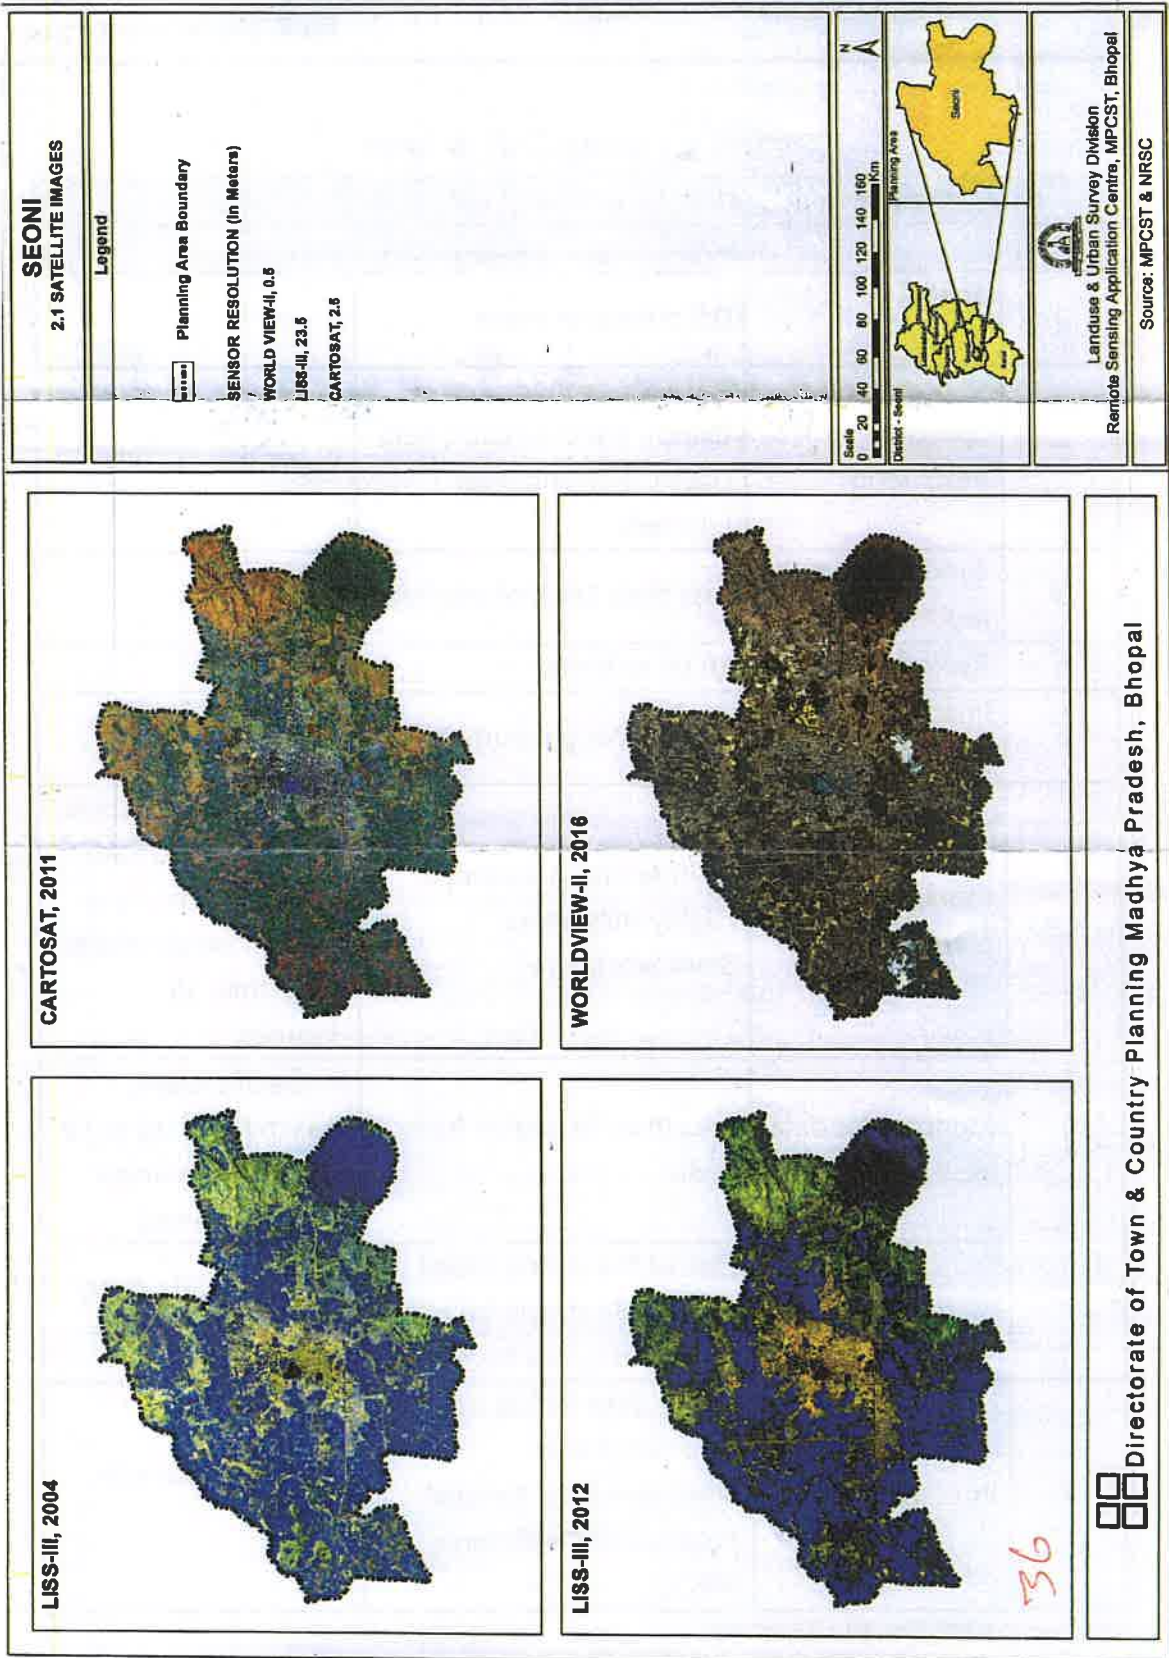 SEONI
2.1 SATELLITE IMAGES
Legend
Planning Area Boundary
SENSOR RESOLUTION (In Meters)
WORLD VIEW-II, 0.5
LISS-III, 23.5
CARTOSAT, 2.5
N
Scale
0 20 40 60 80 100 120 140 160
Km
District - Seoni
Planning Area
Seoni
Landuse & Urban Survey Division
Remote Sensing Application Centre, MPCST, Bhopal
Source: MPCST & NRSC
LISS-III, 2004
CARTOSAT, 2011
LISS-III, 2012
WORLDVIEW-II, 2016
36
Directorate of Town & Country Planning Madhya Pradesh, Bhopal